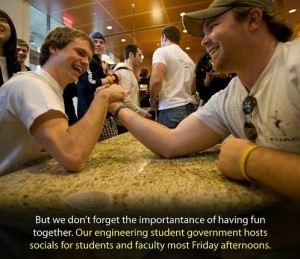 But we don't forget the importantance of having fun
together. Our engineering student government hosts
socials for students and faculty most Friday afternoons.